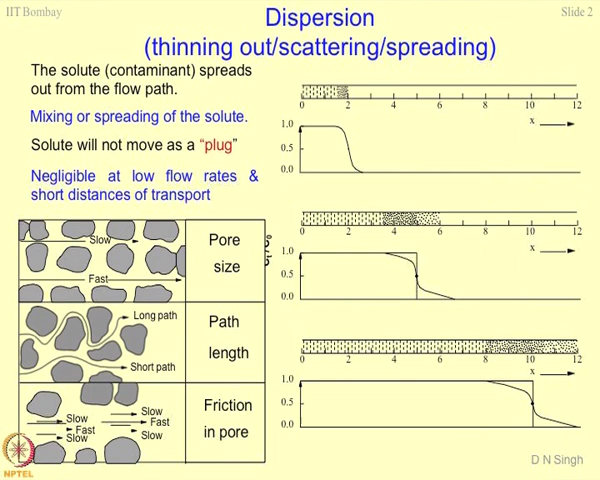 IIT Bombay
Slide 2
Dispersion
(thinning out/scattering/spreading)
The solute (contaminant) spreads
out from the flow path.
Mixing or spreading of the solute.
Solute will not move as a “plug”
Negligible at low flow rates &
short distances of transport
Slow
Fast
Pore
size
Long path
Short path
Path
length
Slow
Fast
Slow
Slow
Fast
Slow
Friction
in pore
0 2 4 6 8 10 12
x
1.0
0.5
0.0
0 2 4 6 8 10 12
x
1.0
0.5
0.0
0 2 4 6 8 10 12
x
1.0
0.5
0.0
NPTEL
D N Singh